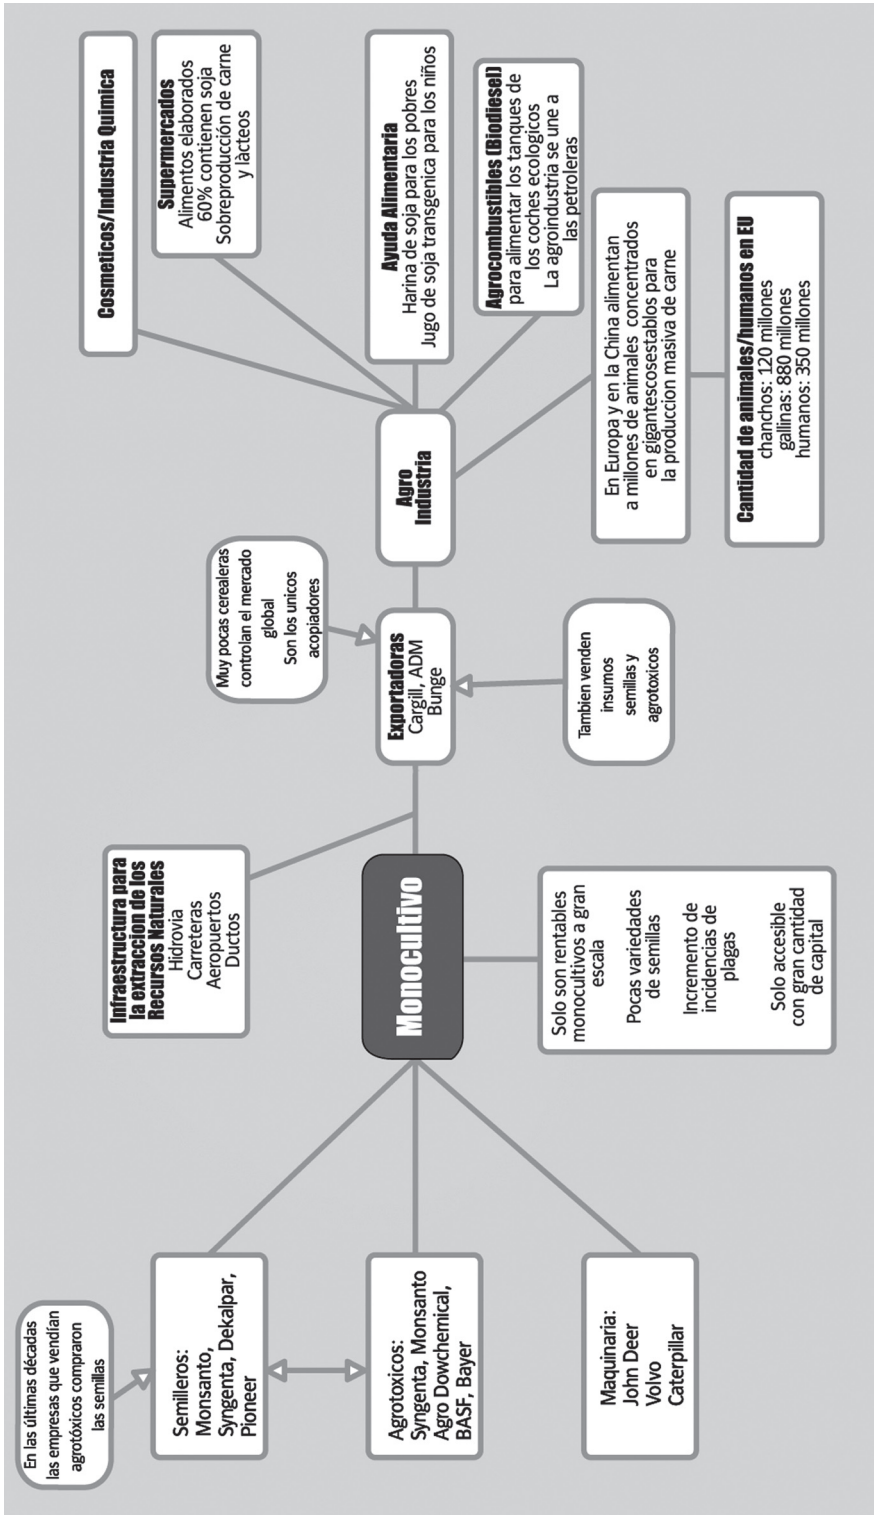 En las últimas décadas
las empresas que vendían
agrotóxicos compraron
las semillas
Semilleros:
Monsanto,
Syngenta, Dekalpar,
Pioneer
Agrotoxicos:
Syngenta, Monsanto
Agro Dowchemical,
BASF, Bayer
Maquinaria:
John Deer
Volvo
Caterpillar
Infraestructura para
la extraccion de los
Recursos Naturales
Hidrovia
Carreteras
Aeropuertos
Ductos
Monocultivo
Solo son rentables
monocultivos a gran
escala
Pocas variedades
de semillas
Incremento de
incidencias de
plagas
Solo accesible
con gran cantidad
de capital
Muy pocas cerealeras
controlan el mercado
global
Son los unicos
acopiadores
Exportadoras
Cargill, ADM
Bunge
Tambien venden
insumos
semillas y
agrotoxicos
Agro
Industria
Cosmeticos/Industria Quimica
Supermercados
Alimentos elaborados
60% contienen soja
Sobreproducción de carne
y làcteos
Ayuda Alimentaria
Harina de soja para los pobres
Jugo de soja transgenica para los niños
Agrocombustibles (Biodiesel)
para alimentar los tanques de
los coches ecologicos
La agroindustria se une a
las petroleras
En Europa y en la China alimentan
a millones de animales concentrados
en gigantescosestablos para
la produccion masiva de carne
Cantidad de animales/humanos en EU
chanchos: 120 millones
gallinas: 880 millones
humanos: 350 millones